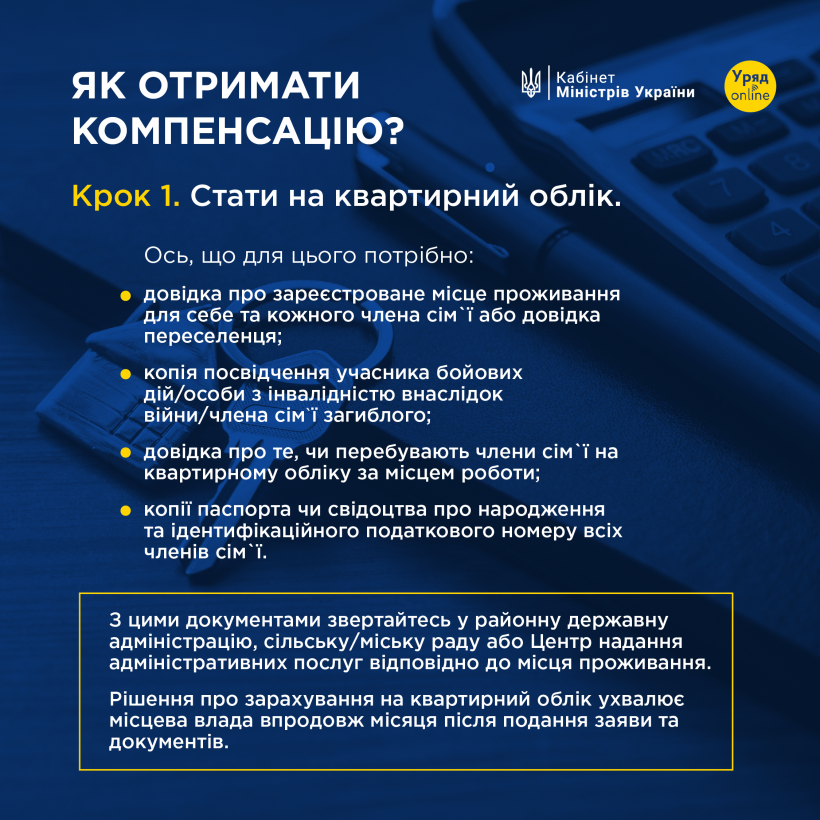 ЯК ОТРИМАТИ
КОМПЕНСАЦІЮ?
Кабінет
Міністрів України
Уряд
online
Крок 1. Стати на квартирний облік.
Ось, що для цього потрібно:
довідка про зареєстроване місце проживання
для себе та кожного члена сім`ї або довідка
переселенця;
копія посвідчення учасника бойових
дій/особи з інвалідністю внаслідок
війни/члена сім`ї загиблого;
довідка про те, чи перебувають члени сім`ї на
квартирному обліку за місцем роботи;
копії паспорта чи свідоцтва про народження
та ідентифікаційного податкового номеру всіх
членів сім`ї.
З цими документами звертайтесь у районну державну
адміністрацію, сільську/міську раду або Центр надання
адміністративних послуг відповідно до місця проживання.
Рішення про зарахування на квартирний облік ухвалює
місцева влада впродовж місяця після подання заяви та
документів.